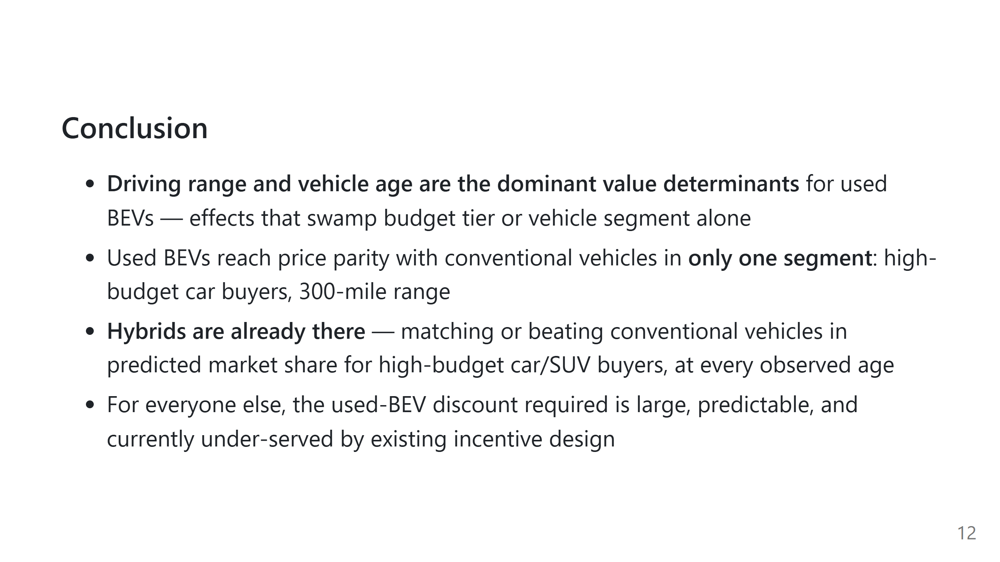 Conclusion
• Driving range and vehicle age are the dominant value determinants for used
BEVs — effects that swamp budget tier or vehicle segment alone
• Used BEVs reach price parity with conventional vehicles in only one segment: high-
budget car buyers, 300-mile range
• Hybrids are already there — matching or beating conventional vehicles in
predicted market share for high-budget car/SUV buyers, at every observed age
• For everyone else, the used-BEV discount required is large, predictable, and
currently under-served by existing incentive design
12